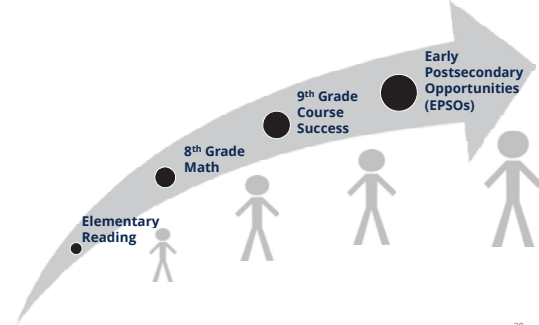 Early
Postsecondary
Opportunities
(EPSOs)
9th Grade
Course
Success
8th Grade
Math
Elementary
Reading